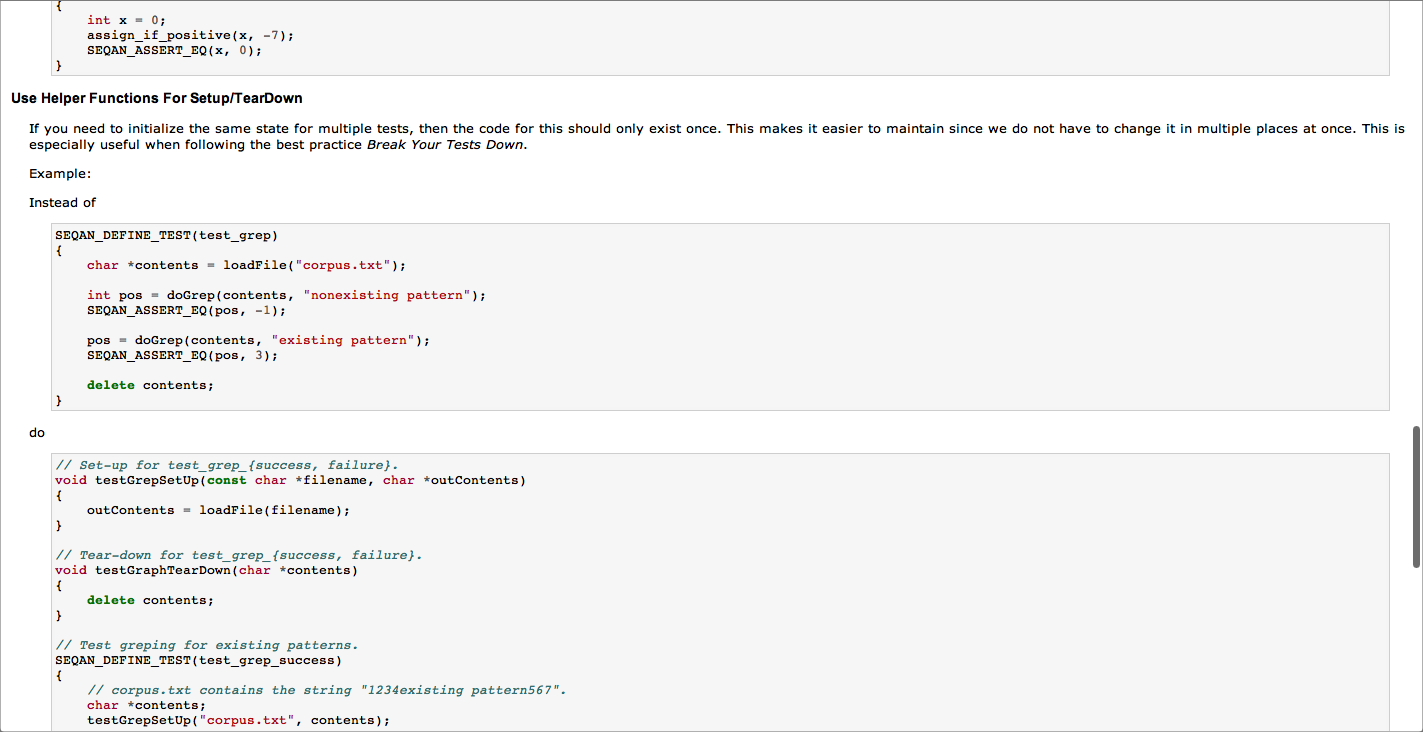 {
    int x = 0;
    assign_if_positive(x, -7);
    SEQAN_ASSERT_EQ(x, 0);
}
Use Helper Functions For Setup/TearDown
If you need to initialize the same state for multiple tests, then the code for this should only exist once. This makes it easier to maintain since we do not have to change it in multiple places at once. This is
especially useful when following the best practice Break Your Tests Down.
Example:
Instead of
SEQAN_DEFINE_TEST(test_grep)
{
    char *contents = loadFile("corpus.txt");
    int pos = doGrep(contents, "nonexisting pattern");
    SEQAN_ASSERT_EQ(pos, -1);
    pos = doGrep(contents, "existing pattern");
    SEQAN_ASSERT_EQ(pos, 3);
    delete contents;
}
do
// Set-up for test_grep_{success, failure}.
void testGrepSetUp(const char *filename, char *outContents)
{
    outContents = loadFile(filename);
}
// Tear-down for test_grep_{success, failure}.
void testGraphTearDown(char *contents)
{
    delete contents;
}
// Test greping for existing patterns.
SEQAN_DEFINE_TEST(test_grep_success)
{
    // corpus.txt contains the string "1234existing pattern567".
    char *contents;
    testGrepSetUp("corpus.txt", contents);